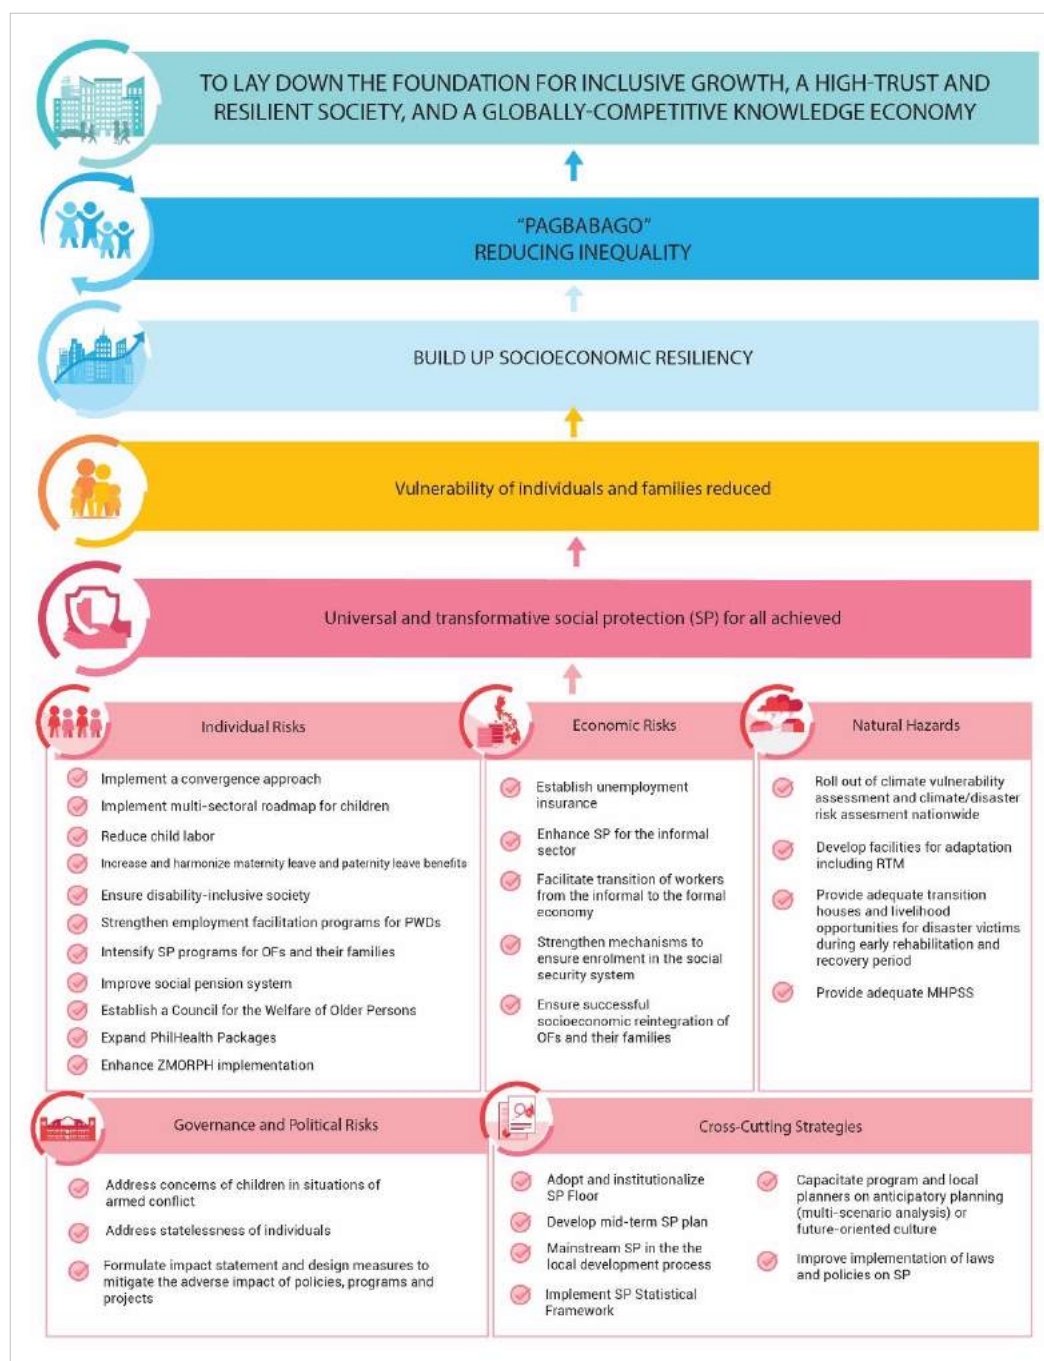 TO LAY DOWN THE FOUNDATION FOR INCLUSIVE GROWTH, A HIGH-TRUST AND
RESILIENT SOCIETY, AND A GLOBALLY-COMPETITIVE KNOWLEDGE ECONOMY
“PAGBABAGO”
REDUCING INEQUALITY
BUILD UP SOCIOECONOMIC RESILIENCY
Vulnerability of individuals and families reduced
Universal and transformative social protection (SP) for all achieved
Individual Risks
Implement a convergence approach
Implement multi-sectoral roadmap for children
Reduce child labor
Increase and harmonize maternity leave and paternity leave benefits
Ensure disability-inclusive society
Strengthen employment facilitation programs for PWDs
Intensify SP programs for OFs and their families
Improve social pension system
Establish a Council for the Welfare of Older Persons
Expand PhilHealth Packages
Enhance ZMORPH implementation
Economic Risks
Establish unemployment
insurance
Enhance SP for the informal
sector
Facilitate transition of workers
from the informal to the formal
economy
Strengthen mechanisms to
ensure enrolment in the social
security system
Ensure successful
socioeconomic reintegration of
OFs and their families
Natural Hazards
Roll out of climate vulnerability
assessment and climate/disaster
risk assesment nationwide
Develop facilities for adaptation
including RTM
Provide adequate transition
houses and livelihood
opportunities for disaster victims
during early rehabilitation and
recovery period
Provide adequate MHPSS
Governance and Political Risks
Address concerns of children in situations of
armed conflict
Address statelessness of individuals
Formulate impact statement and design measures to
mitigate the adverse impact of policies, programs and
projects
Cross-Cutting Strategies
Adopt and institutionalize
SP Floor
Develop mid-term SP plan
Mainstream SP in the the
local development process
Implement SP Statistical
Framework
Capacitate program and local
planners on anticipatory planning
(multi-scenario analysis) or
future-oriented culture
Improve implementation of laws
and policies on SP